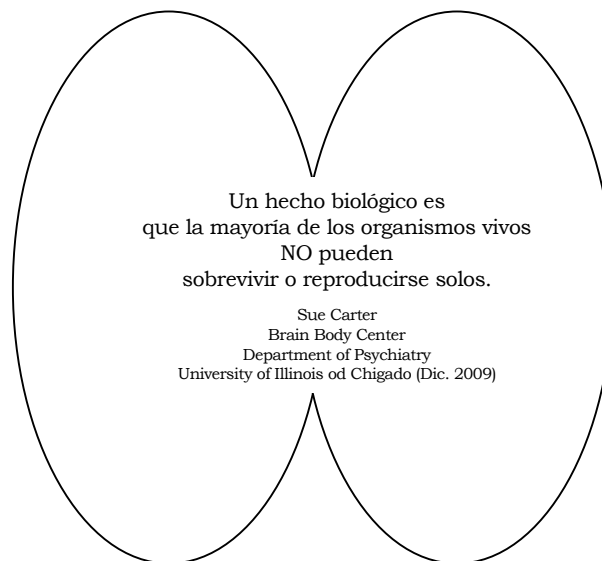 Un hecho biológico es
que la mayoría de los organismos vivos
NO pueden
sobrevivir o reproducirse solos.
Sue Carter
Brain Body Center
Department of Psychiatry
University of Illinois od Chigado (Dic. 2009)